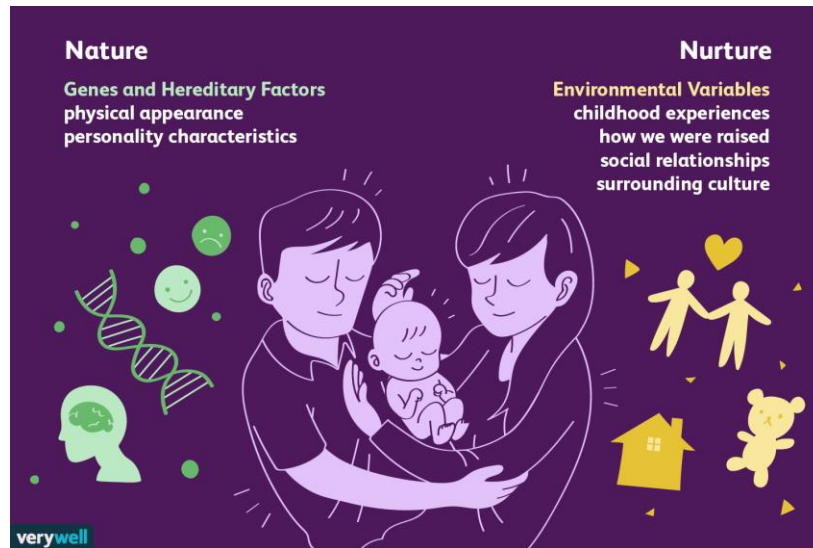 Nature
Genes and Hereditary Factors
physical appearance
personality characteristics
Nurture
Environmental Variables
childhood experiences
how we were raised
social relationships
surrounding culture
verywell